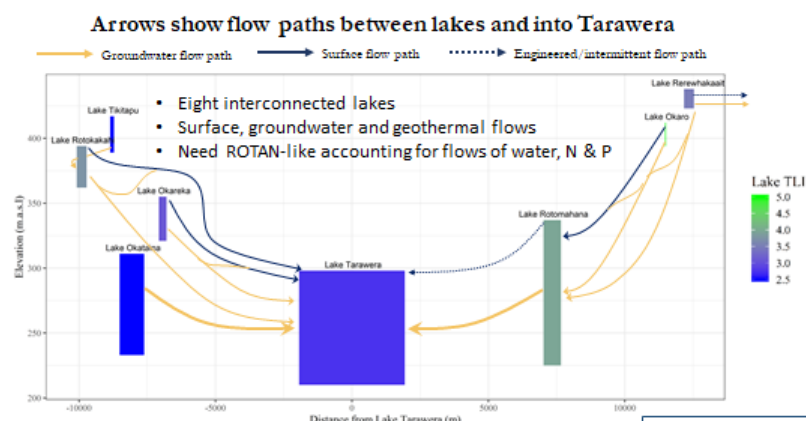 Arrows show flow paths between lakes and into Tarawera
Groundwater flow path
Surface flow path
Engineered/intermittent flow path
• Eight interconnected lakes
• Surface, groundwater and geothermal flows
• Need ROTAN-like accounting for flows of water, N & P
Lake Tikitapu
Lake Rotokakahi
Lake Okareka
Lake Okataina
Lake Tarawera
Lake Rotomahana
Lake Okaro
Lake Rerewhakaait
Elevation (m.a.s.l)
400
350
300
250
200
-10000
-5000
0
5000
10000
Distance from Lake Tarawera (m)
Lake TLI
5.0
4.5
4.0
3.5
3.0
2.5